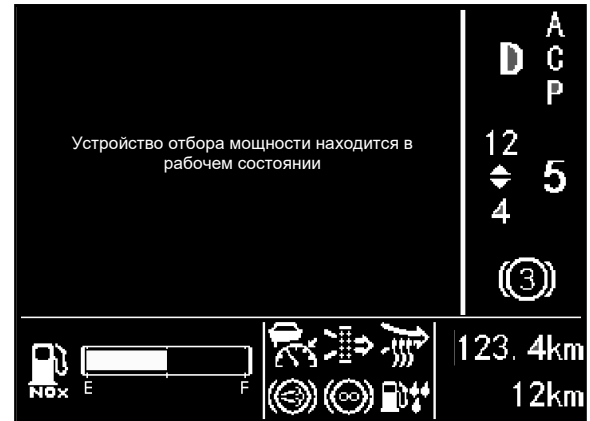 A
D C
P
Устройство отбора мощности находится в
рабочем состоянии
12
5
4
3
NOx
E F
123. 4km
12km